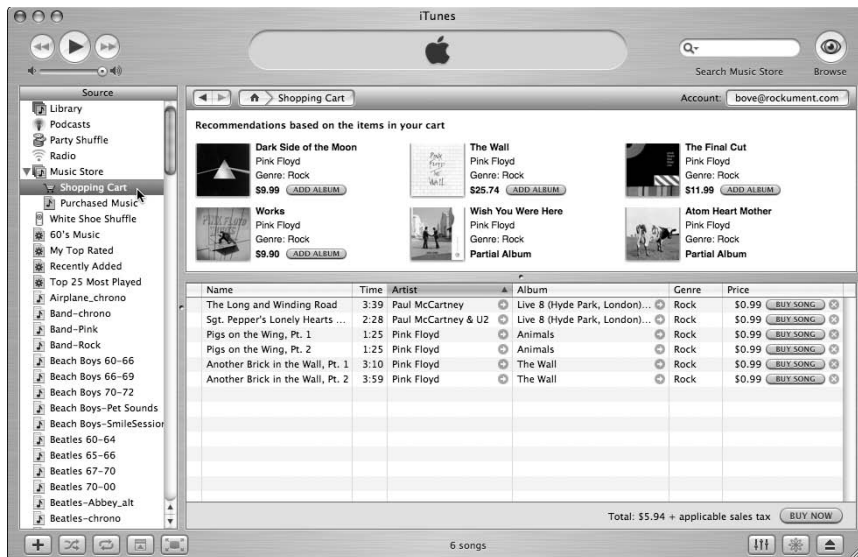 iTunes
Search Music Store
Browse
Source
Library
Podcasts
Party Shuffle
Radio
Music Store
Shopping Cart
Purchased Music
White Shoe Shuffle
60's Music
My Top Rated
Recently Added
Top 25 Most Played
Airplane_chrono
Band-chrono
Band-Pink
Band-Rock
Beach Boys 60-66
Beach Boys 66-69
Beach Boys 70-72
Beach Boys-Pet Sounds
Beach Boys-SmileSession
Beatles 60-64
Beatles 65-66
Beatles 67-70
Beatles 70-00
Beatles-Abbey_alt
Beatles-chrono
Shopping Cart
Account: bove@rockument.com
Recommendations based on the items in your cart
Dark Side of the Moon
Pink Floyd
Genre: Rock
$9.99 ADD ALBUM
The Wall
Pink Floyd
Genre: Rock
$25.74 ADD ALBUM
The Final Cut
Pink Floyd
Genre: Rock
$11.99 ADD ALBUM
Works
Pink Floyd
Genre: Rock
$9.90 ADD ALBUM
Wish You Were Here
Pink Floyd
Genre: Rock
Partial Album
Atom Heart Mother
Pink Floyd
Genre: Rock
Partial Album
Name Time Artist Album Genre Price
The Long and Winding Road 3:39 Paul McCartney Live 8 (Hyde Park, London)... Rock $0.99 BUY SONG
Sgt. Pepper's Lonely Hearts ... 2:28 Paul McCartney & U2 Live 8 (Hyde Park, London)... Rock $0.99 BUY SONG
Pigs on the Wing, Pt. 1 1:25 Pink Floyd Animals Rock $0.99 BUY SONG
Pigs on the Wing, Pt. 2 1:25 Pink Floyd Animals Rock $0.99 BUY SONG
Another Brick in the Wall, Pt. 1 3:10 Pink Floyd The Wall Rock $0.99 BUY SONG
Another Brick in the Wall, Pt. 2 3:59 Pink Floyd The Wall Rock $0.99 BUY SONG
Total: $5.94 + applicable sales tax BUY NOW
6 songs